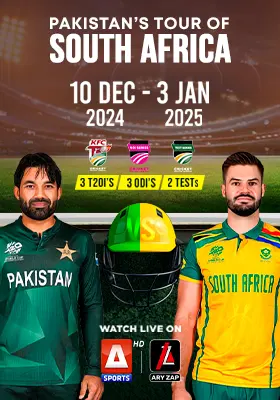 PAKISTAN'S TOUR OF
SOUTH AFRICA
10 DEC - 3 JAN
2024 2025
KFC
3 T20I'S 3 ODI'S 2 TESTs
PAKISTAN
SOUTH AFRICA
WATCH LIVE ON
A HD
SPORTS ARY ZAP